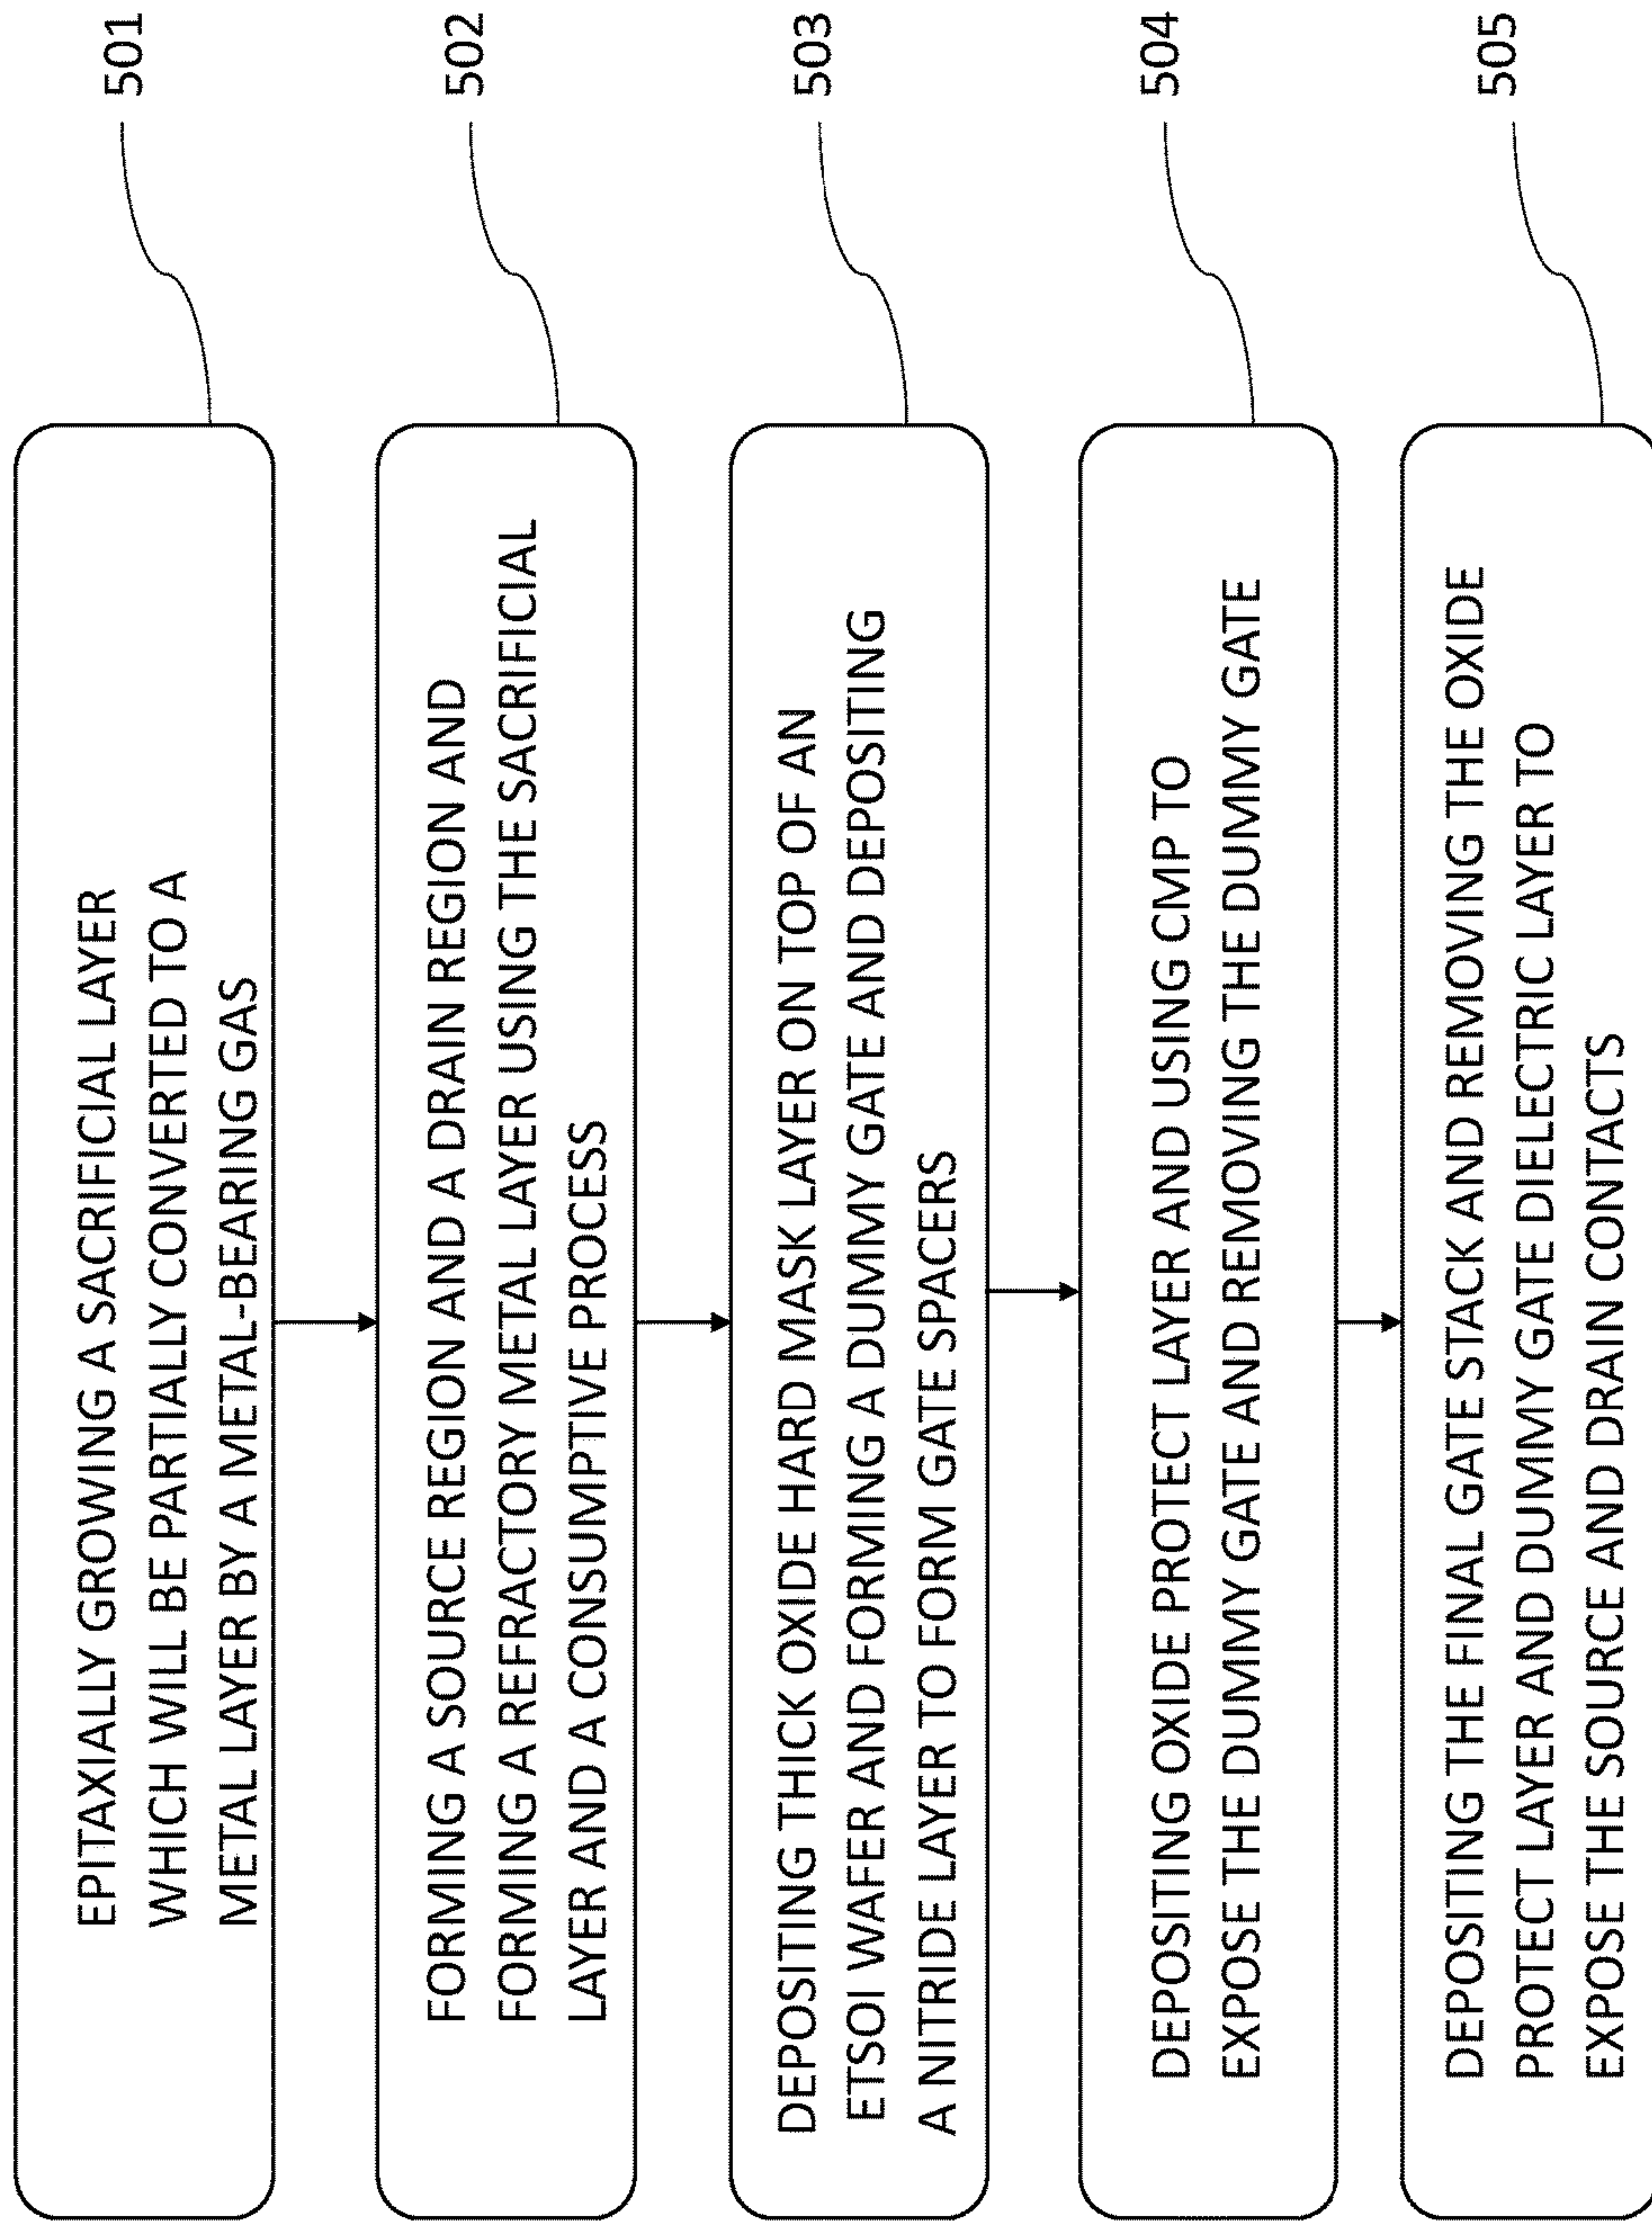 EPITAXIALLY GROWING A SACRIFICIAL LAYER
WHICH WILL BE PARTIALLY CONVERTED TO A
METAL LAYER BY A METAL-BEARING GAS
501
FORMING A SOURCE REGION AND A DRAIN REGION AND
FORMING A REFRACTORY METAL LAYER USING THE SACRIFICIAL
LAYER AND A CONSUMPTIVE PROCESS
502
DEPOSITING THICK OXIDE HARD MASK LAYER ON TOP OF AN
ETSOI WAFER AND FORMING A DUMMY GATE AND DEPOSITING
A NITRIDE LAYER TO FORM GATE SPACERS
503
DEPOSITING OXIDE PROTECT LAYER AND USING CMP TO
EXPOSE THE DUMMY GATE AND REMOVING THE DUMMY GATE
504
DEPOSITING THE FINAL GATE STACK AND REMOVING THE OXIDE
PROTECT LAYER AND DUMMY GATE DIELECTRIC LAYER TO
EXPOSE THE SOURCE AND DRAIN CONTACTS
505